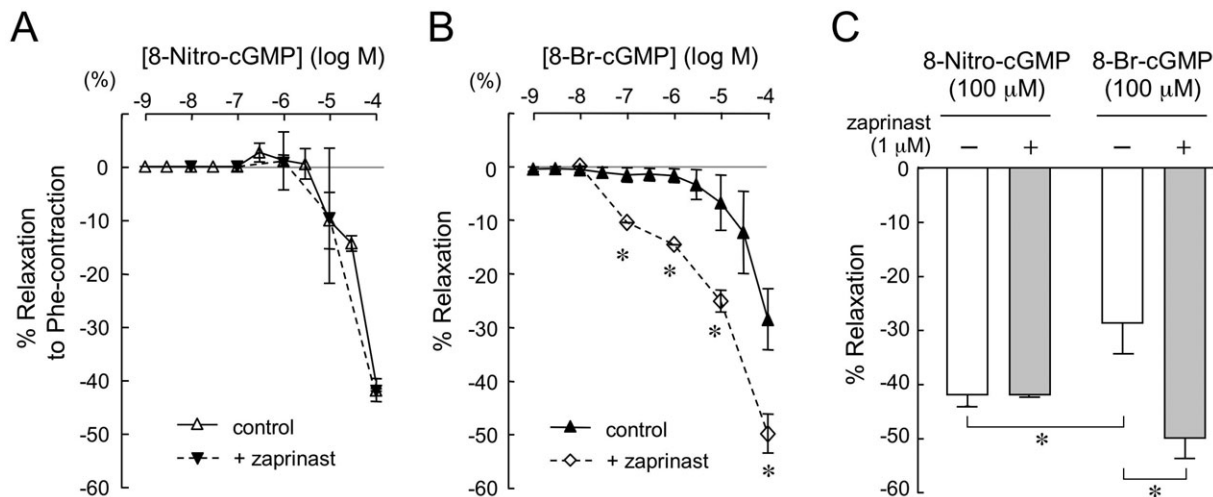 A
[8-Nitro-cGMP] (log M)
(%)
-9 -8 -7 -6 -5 -4
0
-10
-20
-30
-40
-50
-60
% Relaxation
to Phe-contraction
control
+ zaprinast
B
[8-Br-cGMP] (log M)
(%)
-9 -8 -7 -6 -5 -4
0
-10
-20
-30
-40
-50
-60
% Relaxation
* * * *
control
+ zaprinast
C
8-Nitro-cGMP 8-Br-cGMP
(100 μM) (100 μM)
zaprinast
(1 μM) − + − +
0
-10
-20
-30
-40
-50
-60
% Relaxation
*
*